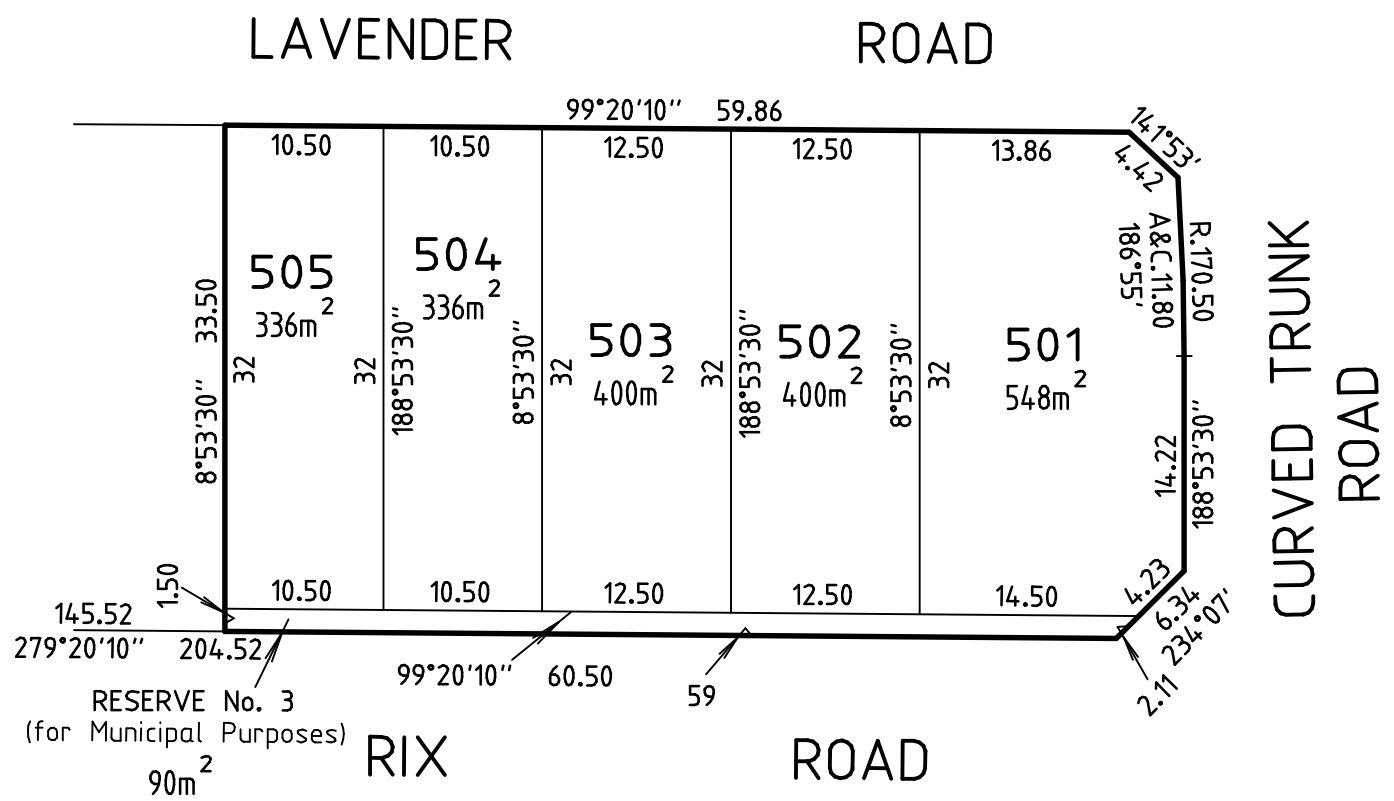 LAVENDER ROAD
99°20'10" 59.86
10.50 10.50 12.50 12.50 13.86
141°53'
4.42
505
336m²
504
336m²
503
400m²
502
400m²
501
548m²
33.50
8°53'30"
32
32
188°53'30"
8°53'30"
32
32
188°53'30"
8°53'30"
32
R.170.50
A&C.11.80
186°55'
14.22
188°53'30"
CURVED TRUNK
ROAD
1.50
10.50 10.50 12.50 12.50 14.50
4.23
6.34
234°07'
2.11
145.52
279°20'10" 204.52
99°20'10" 60.50
59
RESERVE No. 3
(for Municipal Purposes)
90m²
RIX ROAD